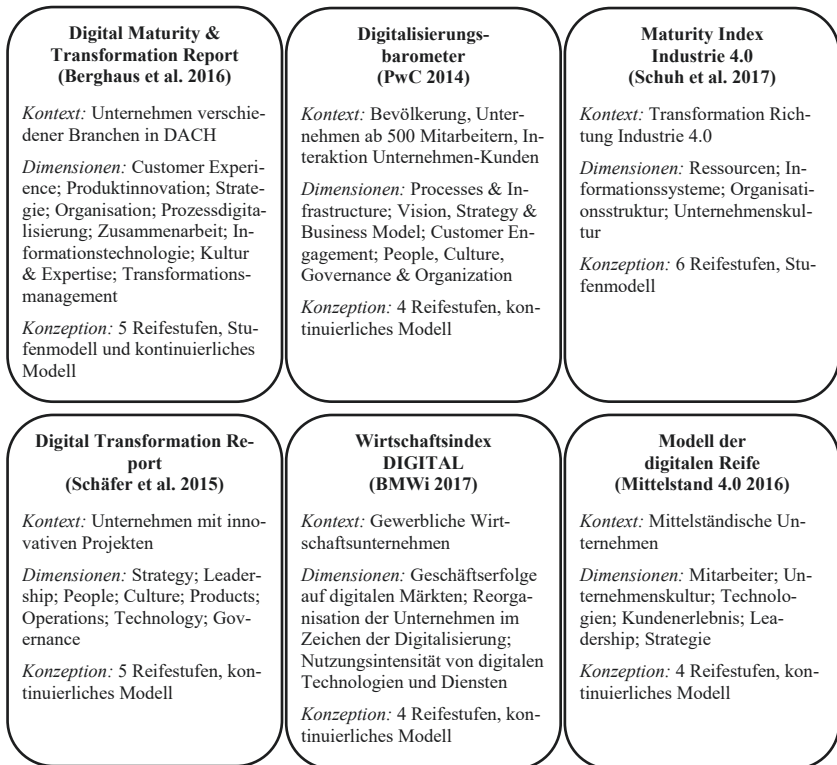 Digital Maturity &
Transformation Report
(Berghaus et al. 2016)
Kontext: Unternehmen verschie-
dener Branchen in DACH
Dimensionen: Customer Experi-
ence; Produktinnovation; Strate-
gie; Organisation; Prozessdigita-
lisierung; Zusammenarbeit; In-
formationstechnologie; Kultur
& Expertise; Transformations-
management
Konzeption: 5 Reifestufen, Stu-
fenmodell und kontinuierliches
Modell
Digitalisierungs-
barometer
(PwC 2014)
Kontext: Bevölkerung, Unter-
nehmen ab 500 Mitarbeitern, In-
teraktion Unternehmen-Kunden
Dimensionen: Processes & In-
frastructure; Vision, Strategy &
Business Model; Customer En-
gagement; People, Culture,
Governance & Organization
Konzeption: 4 Reifestufen, kon-
tinuierliches Modell
Maturity Index
Industrie 4.0
(Schuh et al. 2017)
Kontext: Transformation Rich-
tung Industrie 4.0
Dimensionen: Ressourcen; In-
formationssysteme; Organisati-
onsstruktur; Unternehmenskul-
tur
Konzeption: 6 Reifestufen, Stu-
fenmodell
Digital Transformation Re-
port
(Schäfer et al. 2015)
Kontext: Unternehmen mit inno-
vativen Projekten
Dimensionen: Strategy; Leader-
ship; People; Culture; Products;
Operations; Technology; Gov-
ernance
Konzeption: 5 Reifestufen, kon-
tinuierliches Modell
Wirtschaftsindex
DIGITAL
(BMWi 2017)
Kontext: Gewerbliche Wirt-
schaftsunternehmen
Dimensionen: Geschäftserfolge
auf digitalen Märkten; Reorga-
nisation der Unternehmen im
Zeichen der Digitalisierung;
Nutzungsintensität von digitalen
Technologien und Diensten
Konzeption: 4 Reifestufen, kon-
tinuierliches Modell
Modell der
digitalen Reife
(Mittelstand 4.0 2016)
Kontext: Mittelständische Un-
ternehmen
Dimensionen: Mitarbeiter; Un-
ternehmenskultur; Technolo-
gien; Kundenerlebnis; Lea-
dership; Strategie
Konzeption: 4 Reifestufen, kon-
tinuierliches Modell